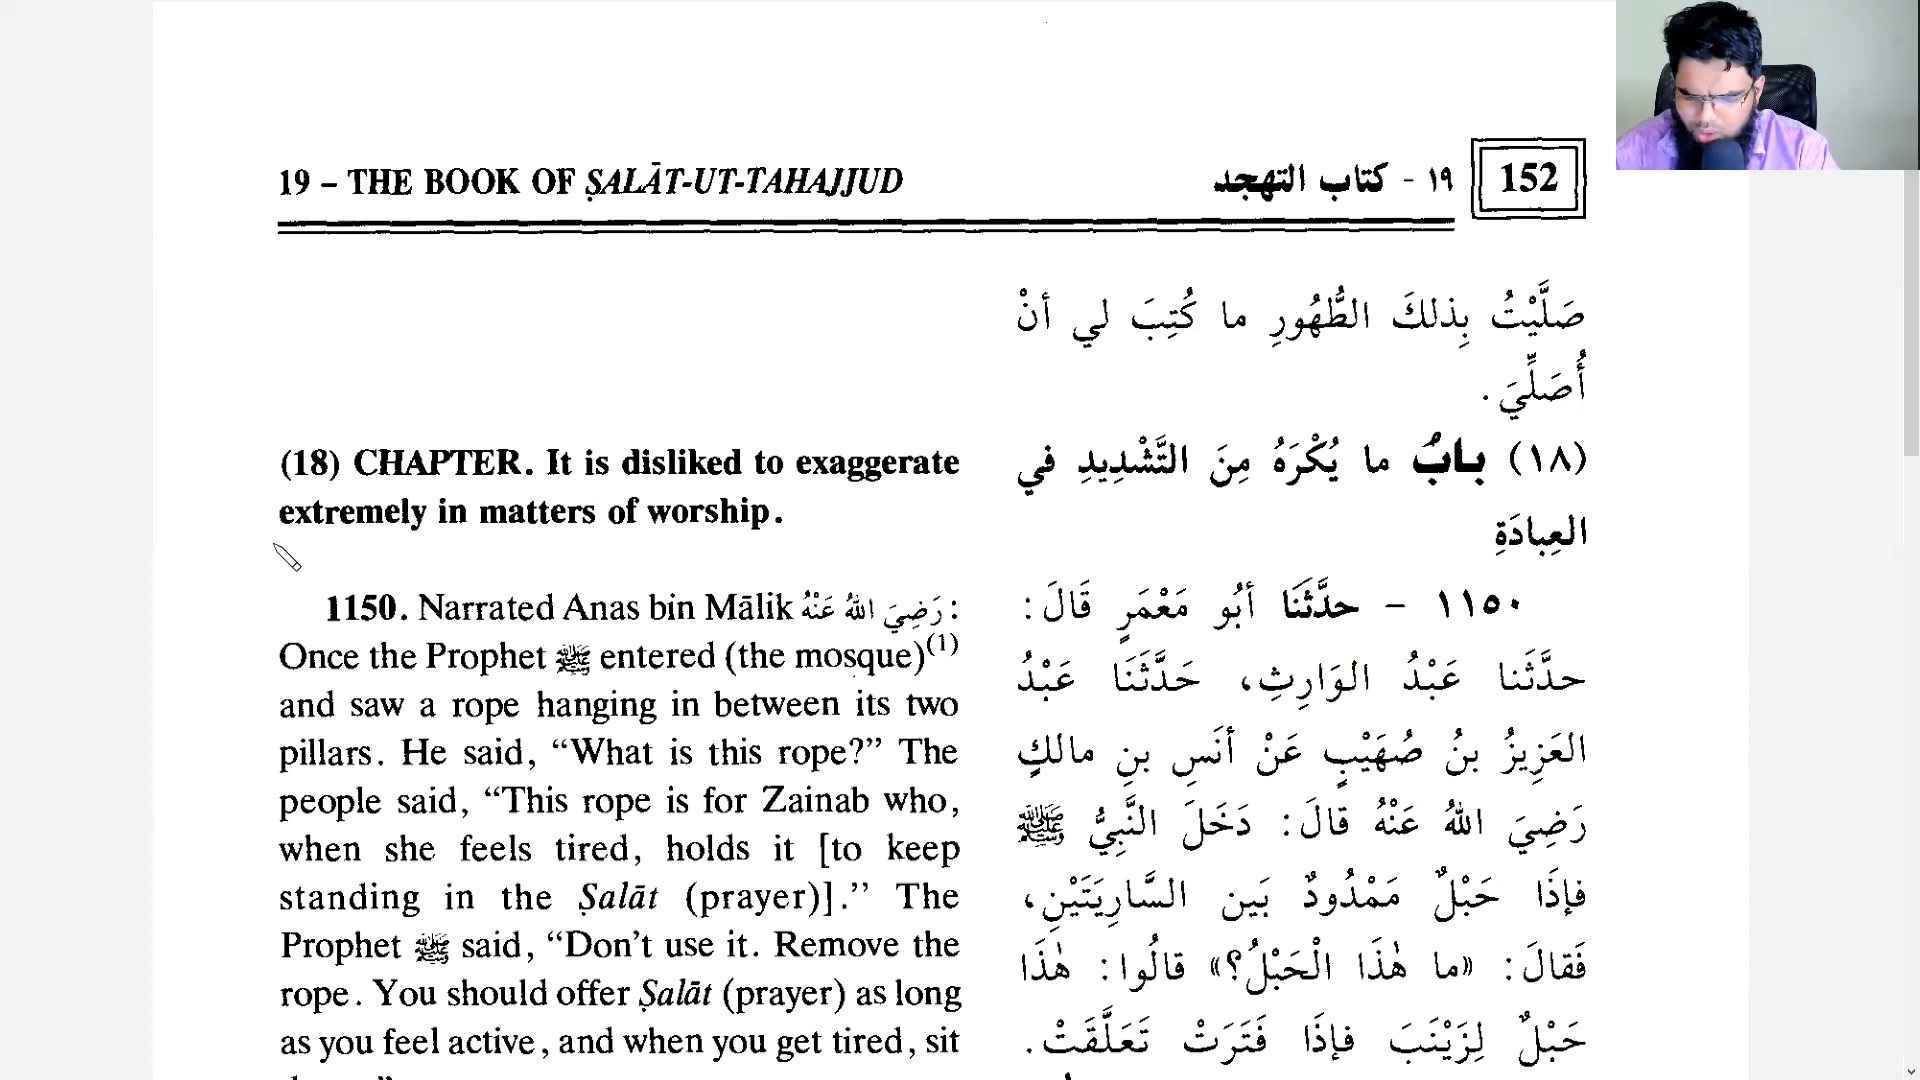 19 – THE BOOK OF ṢALĀT-UT-TAHAJJUD
١٩ - كتاب التهجد
152
صَلَّيْتُ بِذلكَ الطُّهُورِ ما كُتِبَ لي أنْ
أُصَلِّيَ .
(18) CHAPTER. It is disliked to exaggerate
extremely in matters of worship.
(١٨) بابُ ما يُكْرَهُ مِنَ التَّشْدِيدِ في
العِبادَةِ
1150. Narrated Anas bin Mālik رَضِيَ اللهُ عَنْهُ:
Once the Prophet ﷺ entered (the mosque)(1)
and saw a rope hanging in between its two
pillars. He said, “What is this rope?” The
people said, “This rope is for Zainab who,
when she feels tired, holds it [to keep
standing in the Ṣalāt (prayer)].” The
Prophet ﷺ said, “Don’t use it. Remove the
rope. You should offer Ṣalāt (prayer) as long
as you feel active, and when you get tired, sit
١١٥٠ - حدَّثَنَا أبُو مَعْمَرٍ قَالَ:
حدَّثَنا عَبْدُ الوَارِثِ، حَدَّثَنَا عَبْدُ
العَزِيزُ بنُ صُهَيْبٍ عَنْ أنَسِ بنِ مالكٍ
رَضِيَ اللهُ عَنْهُ قالَ: دَخَلَ النَّبِيُّ ﷺ
فإذَا حَبْلٌ مَمْدُودٌ بَين السَّارِيَتَيْنِ،
فَقالَ: «ما هٰذَا الْحَبْلُ؟» قالُوا: هٰذَا
حَبْلٌ لِزَيْنَبَ فإذَا فَتَرَتْ تَعَلَّقَتْ.